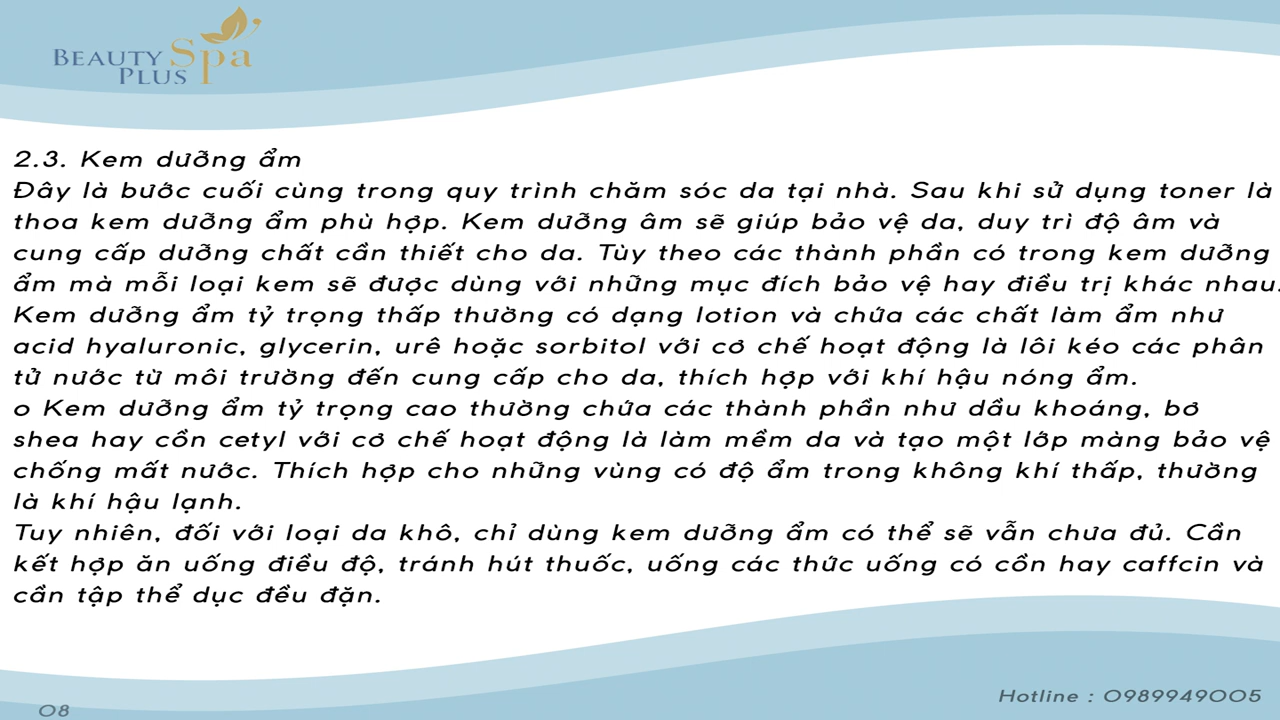 BEAUTY Spa
PLUS
2.3. Kem dưỡng ẩm
Đây là bước cuối cùng trong quy trình chăm sóc da tại nhà. Sau khi sử dụng toner là
thoa kem dưỡng ẩm phù hợp. Kem dưỡng âm sẽ giúp bảo vệ da, duy trì độ âm và
cung cấp dưỡng chất cần thiết cho da. Tùy theo các thành phần có trong kem dưỡng
ẩm mà mỗi loại kem sẽ được dùng với những mục đích bảo vệ hay điều trị khác nhau.
Kem dưỡng ẩm tỷ trọng thấp thường có dạng lotion và chứa các chất làm ẩm như
acid hyaluronic, glycerin, urê hoặc sorbitol với cơ chế hoạt động là lôi kéo các phân
tử nước từ môi trường đến cung cấp cho da, thích hợp với khí hậu nóng ẩm.
o Kem dưỡng ẩm tỷ trọng cao thường chứa các thành phần như dầu khoáng, bơ
shea hay cồn cetyl với cơ chế hoạt động là làm mềm da và tạo một lớp màng bảo vệ
chống mất nước. Thích hợp cho những vùng có độ ẩm trong không khí thấp, thường
là khí hậu lạnh.
Tuy nhiên, đối với loại da khô, chỉ dùng kem dưỡng ẩm có thể sẽ vẫn chưa đủ. Cần
kết hợp ăn uống điều độ, tránh hút thuốc, uống các thức uống có cồn hay caffcin và
cần tập thể dục đều đặn.
Hotline : 0989949005
08